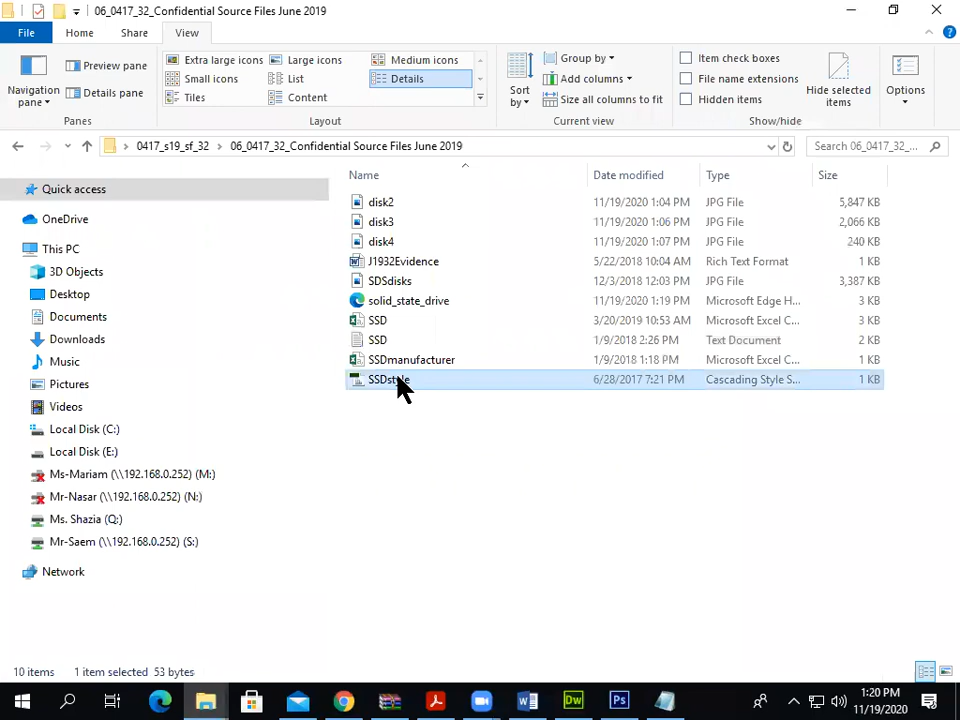 06_0417_32_Confidential Source Files June 2019
File Home Share View
Navigation pane
Preview pane
Details pane
Panes
Extra large icons Large icons Medium icons
Small icons List Details
Tiles Content
Layout
Sort by
Group by
Add columns
Size all columns to fit
Current view
Item check boxes
File name extensions
Hidden items
Hide selected items
Show/hide
Options
0417_s19_sf_32 06_0417_32_Confidential Source Files June 2019 Search 06_0417_32_...
Name Date modified Type Size
disk2 11/19/2020 1:04 PM JPG File 5,847 KB
disk3 11/19/2020 1:06 PM JPG File 2,066 KB
disk4 11/19/2020 1:07 PM JPG File 240 KB
J1932Evidence 5/22/2018 10:04 AM Rich Text Format 1 KB
SDSdisks 12/3/2018 10:03 AM JPG File 3,387 KB
solid_state_drive 11/19/2020 1:19 PM Microsoft Edge H... 3 KB
SSD 3/20/2019 10:53 AM Microsoft Excel C... 3 KB
SSD 1/9/2018 2:26 PM Text Document 2 KB
SSDmanufacturer 1/9/2018 1:18 PM Microsoft Excel C... 1 KB
SSDstyle 6/28/2017 7:21 PM Cascading Style S... 1 KB
Quick access
OneDrive
This PC
3D Objects
Desktop
Documents
Downloads
Music
Pictures
Videos
Local Disk (C:)
Local Disk (E:)
Ms-Mariam (\\192.168.0.252) (M:)
Mr-Nasar (\\192.168.0.252) (N:)
Ms. Shazia (Q:)
Mr-Saem (\\192.168.0.252) (S:)
Network
10 items 1 item selected 53 bytes
Dw Ps
1:20 PM
11/19/2020